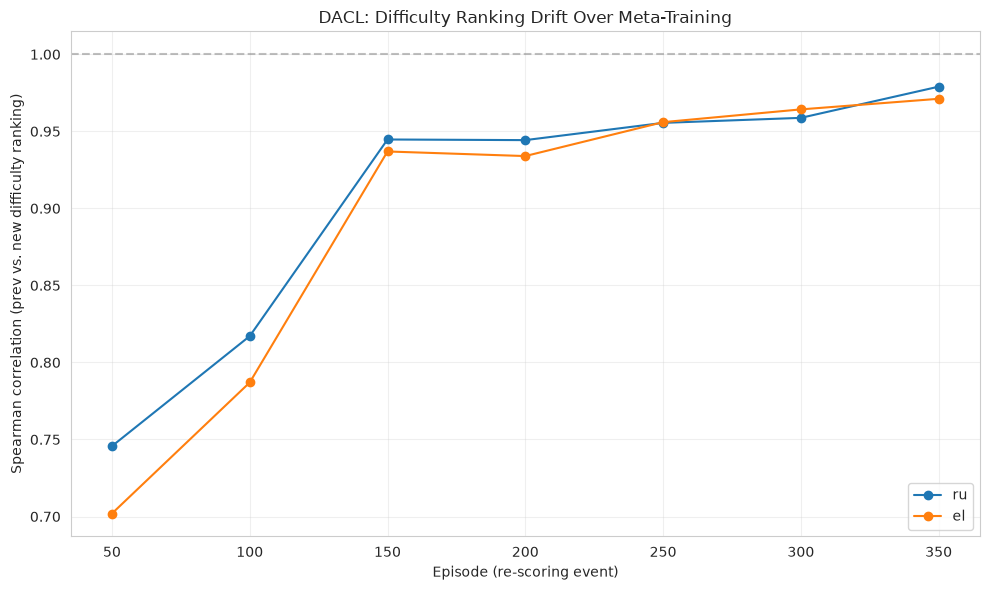 DACL: Difficulty Ranking Drift Over Meta-Training
Spearman correlation (prev vs. new difficulty ranking)
1.00
0.95
0.90
0.85
0.80
0.75
0.70
ru
el
50 100 150 200 250 300 350
Episode (re-scoring event)